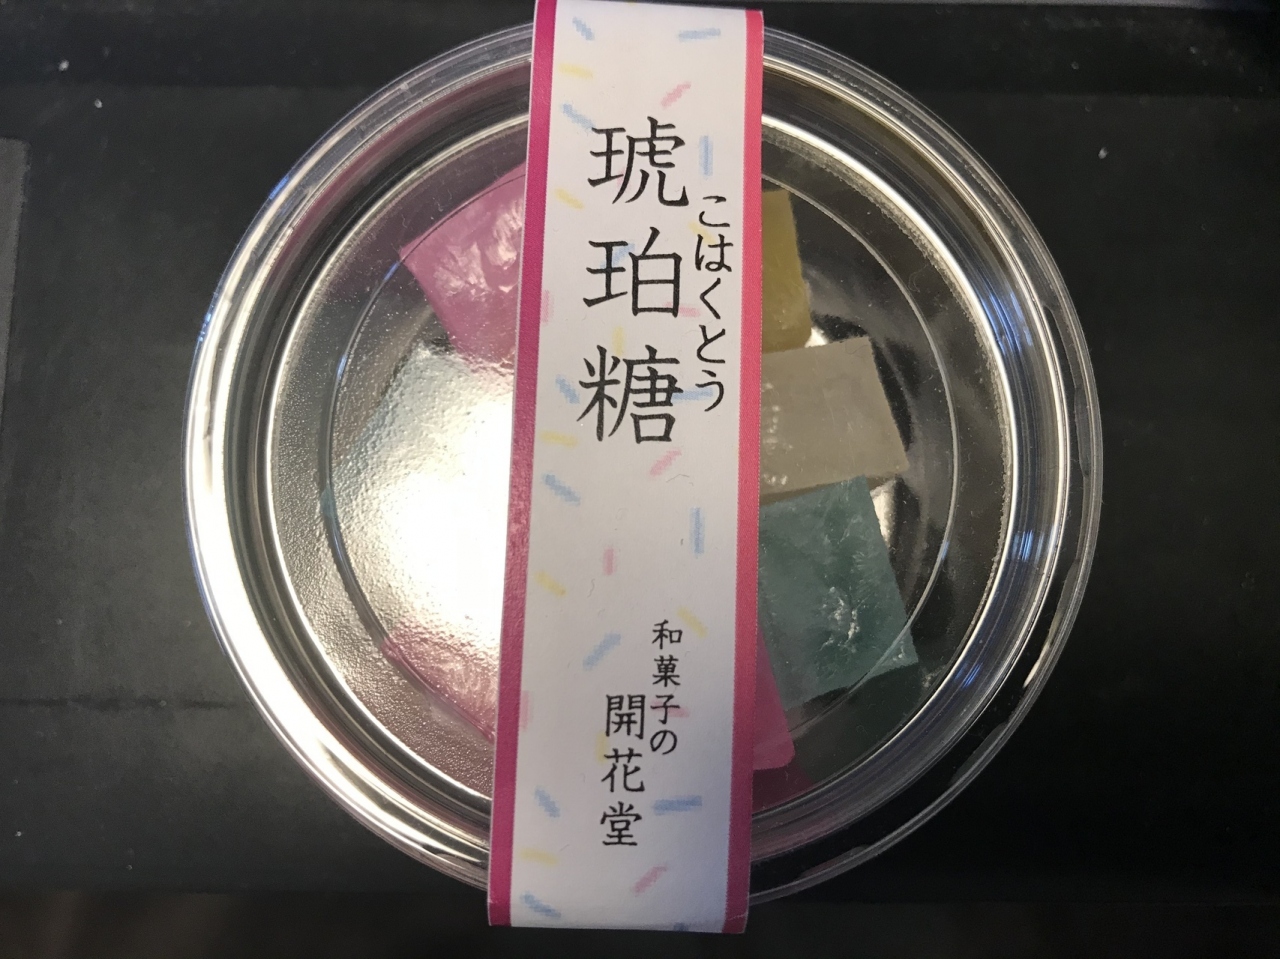 琥珀糖
こはくとう
和菓子の
開花堂